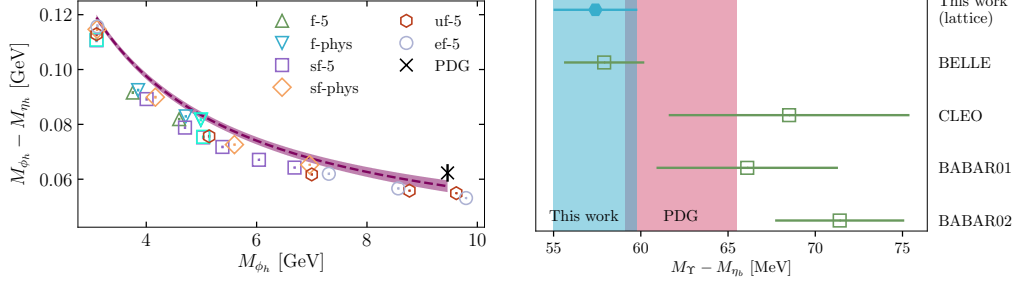 0.12
0.10
0.08
0.06
4
6
8
10
M_{ϕ_h} − M_{η_h} [GeV]
M_{ϕ_h} [GeV]
f-5
f-phys
sf-5
sf-phys
uf-5
ef-5
PDG
This work
(lattice)
BELLE
CLEO
BABAR01
BABAR02
This work
PDG
55
60
65
70
75
M_Υ − M_{η_b} [MeV]